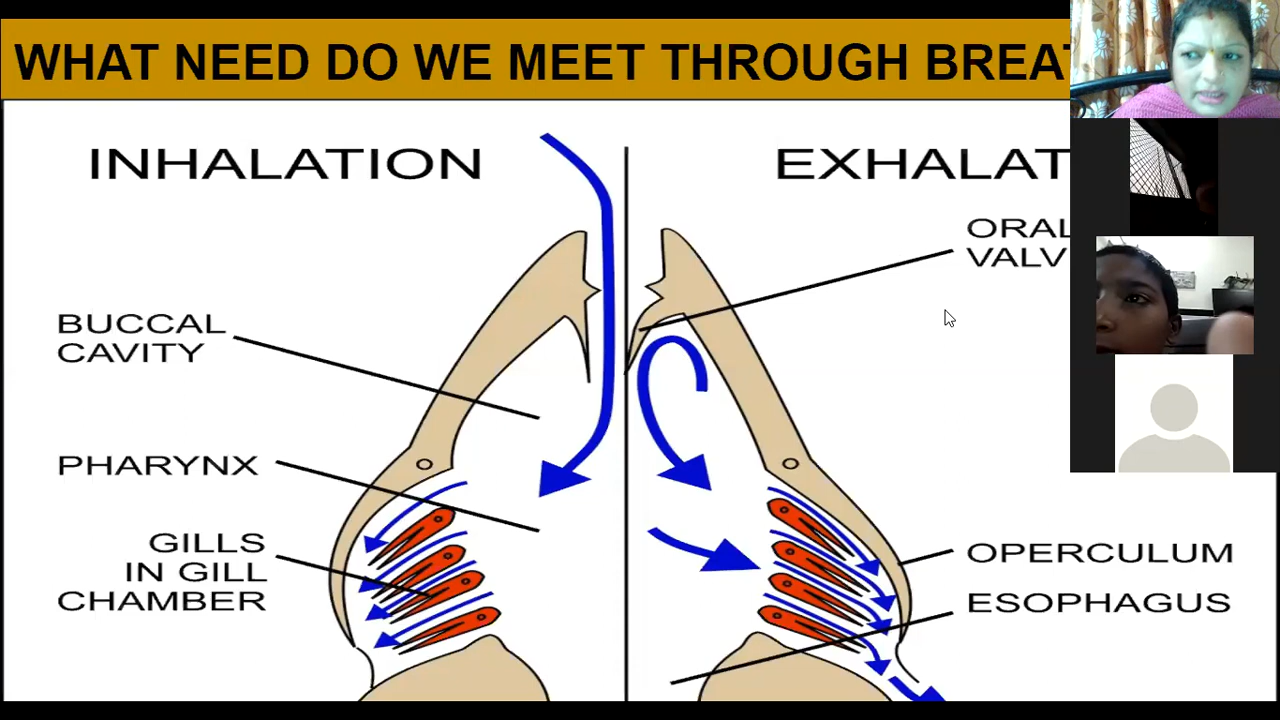 WHAT NEED DO WE MEET THROUGH BREA
INHALATION
EXHALAT
ORAL
VALV
BUCCAL
CAVITY
PHARYNX
GILLS
IN GILL
CHAMBER
OPERCULUM
ESOPHAGUS